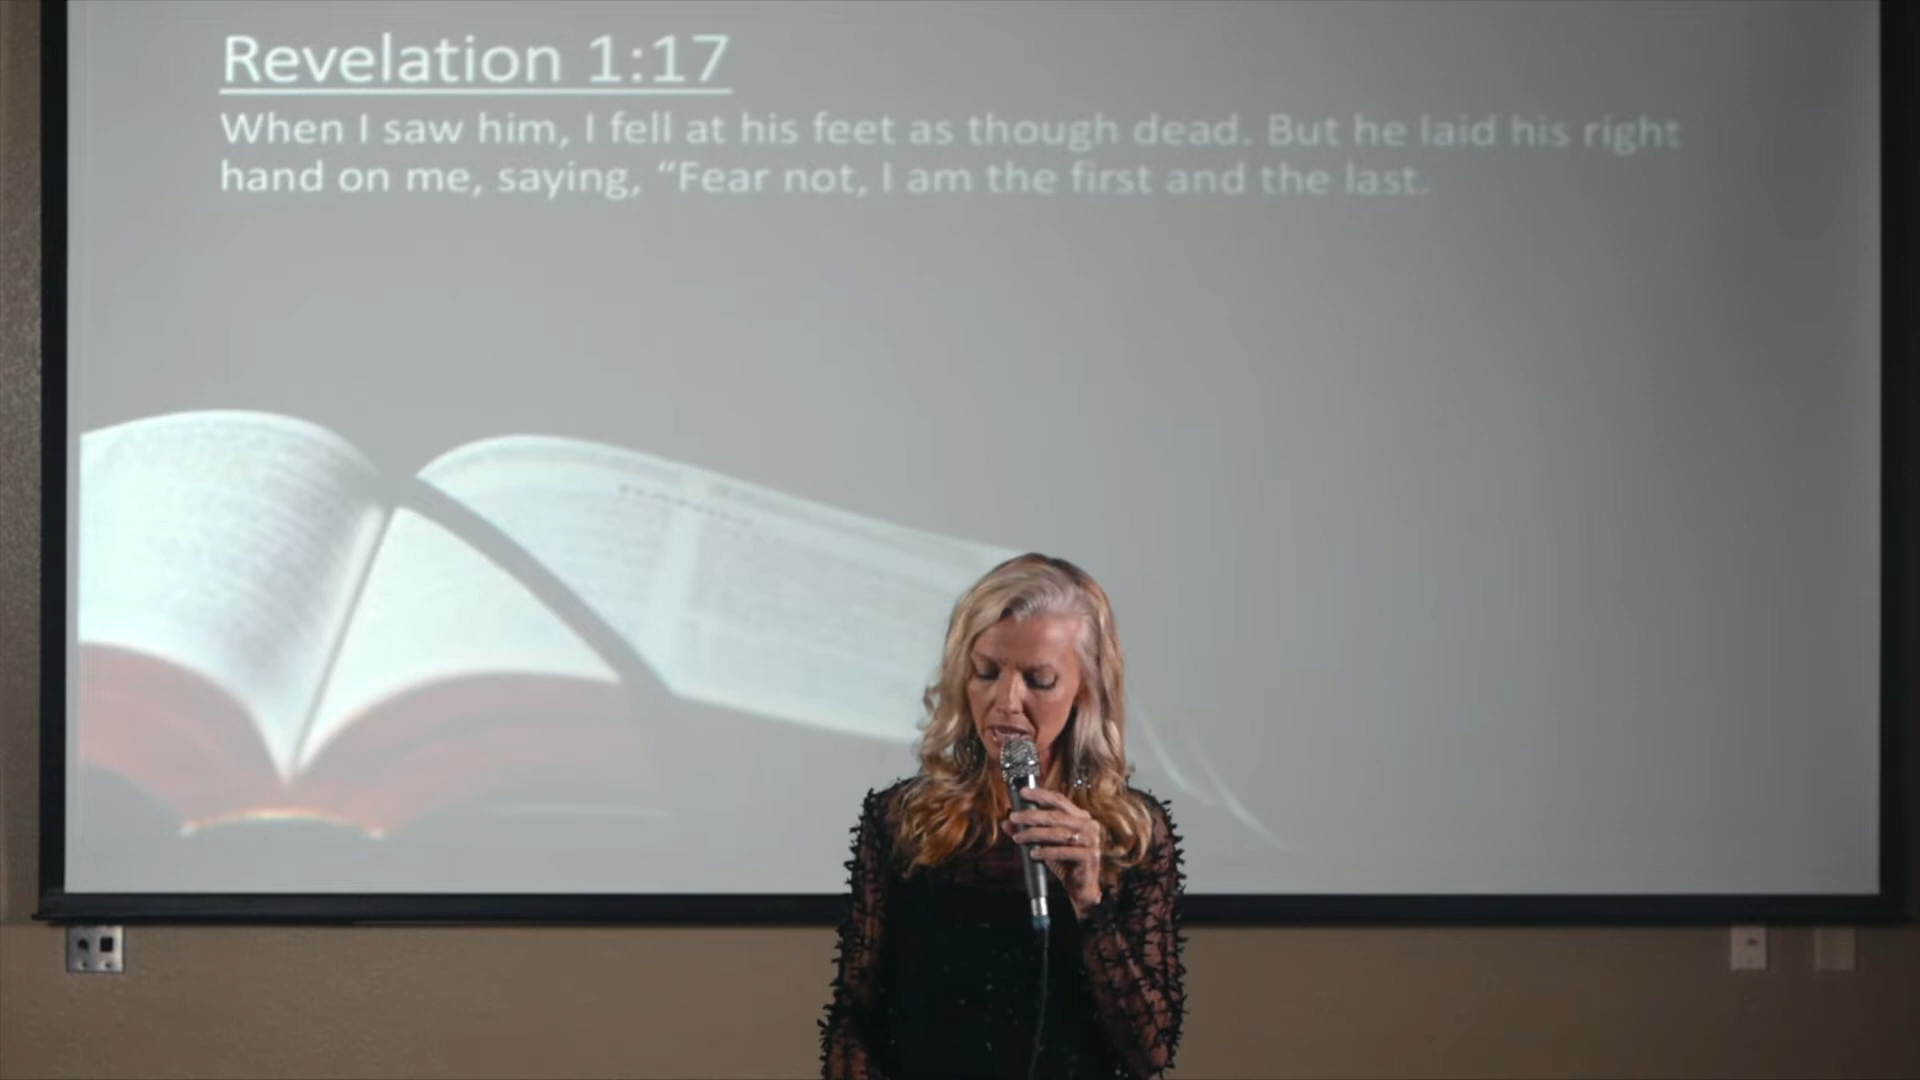 Revelation 1:17
When I saw him, I fell at his feet as though dead. But he laid his right
hand on me, saying, “Fear not, I am the first and the last.